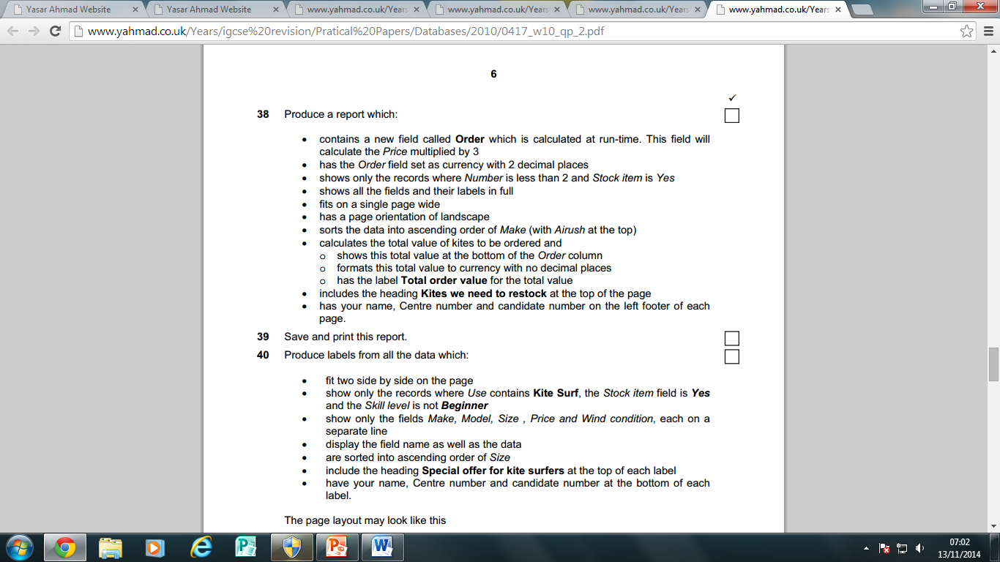 Yasar Ahmad Website
Yasar Ahmad Website
www.yahmad.co.uk/Years
www.yahmad.co.uk/Years
www.yahmad.co.uk/Years
www.yahmad.co.uk/Years
www.yahmad.co.uk/Years/igcse%20revision/Pratical%20Papers/Databases/2010/0417_w10_qp_2.pdf
6
✓
38 Produce a report which:
• contains a new field called Order which is calculated at run-time. This field will
calculate the Price multiplied by 3
• has the Order field set as currency with 2 decimal places
• shows only the records where Number is less than 2 and Stock item is Yes
• shows all the fields and their labels in full
• fits on a single page wide
• has a page orientation of landscape
• sorts the data into ascending order of Make (with Airush at the top)
• calculates the total value of kites to be ordered and
o shows this total value at the bottom of the Order column
o formats this total value to currency with no decimal places
o has the label Total order value for the total value
• includes the heading Kites we need to restock at the top of the page
• has your name, Centre number and candidate number on the left footer of each
page.
39 Save and print this report.
40 Produce labels from all the data which:
• fit two side by side on the page
• show only the records where Use contains Kite Surf, the Stock item field is Yes
and the Skill level is not Beginner
• show only the fields Make, Model, Size , Price and Wind condition, each on a
separate line
• display the field name as well as the data
• are sorted into ascending order of Size
• include the heading Special offer for kite surfers at the top of each label
• have your name, Centre number and candidate number at the bottom of each
label.
The page layout may look like this
07:02
13/11/2014